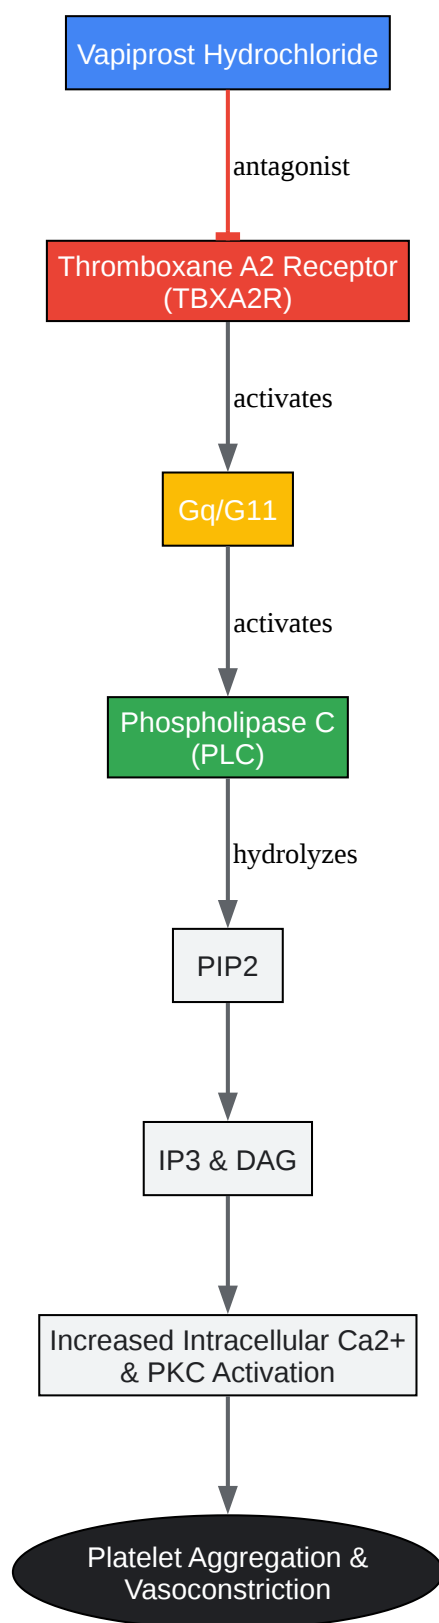 Vapiprost Hydrochloride
antagonist
Thromboxane A2 Receptor
(TBXA2R)
activates
Gq/G11
activates
Phospholipase C
(PLC)
hydrolyzes
PIP2
IP3 & DAG
Increased Intracellular Ca2+
& PKC Activation
Platelet Aggregation &
Vasoconstriction